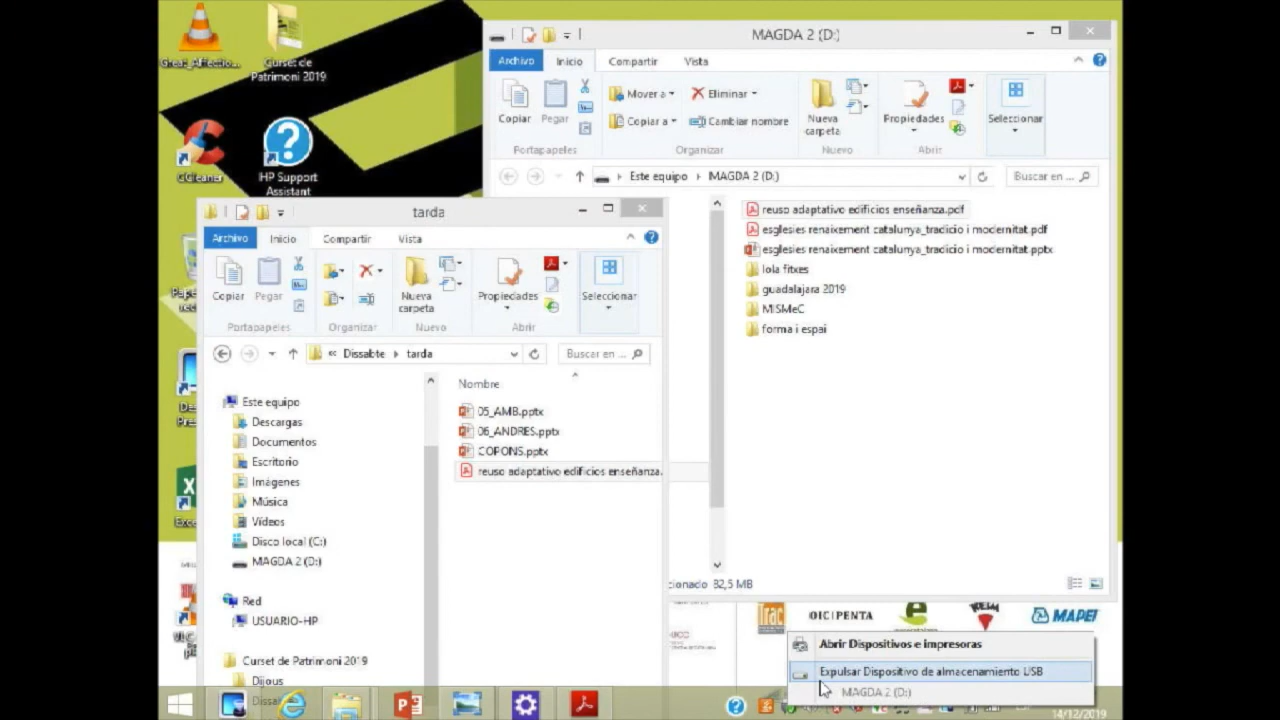 Curset de
Patrimoni 2019
CCleaner
HP Support
Assistant
MAGDA 2 (D:)
Archivo
Inicio
Compartir
Vista
Copiar
Pegar
Mover a
Copiar a
Eliminar
Cambiar nombre
Nueva
carpeta
Propiedades
Seleccionar
Portapapeles
Organizar
Nuevo
Abrir
Este equipo
MAGDA 2 (D:)
Buscar en ...
reuso adaptativo edificios enseñanza.pdf
esglesies renaixement catalunya_tradicio i modernitat.pdf
esglesies renaixement catalunya_tradicio i modernitat.pptx
lola fitxes
guadalajara 2019
MISMeC
forma i espai
82,5 MB
tarda
Archivo
Inicio
Compartir
Vista
Copiar
Pegar
Nueva
carpeta
Propiedades
Seleccionar
Portapapeles
Organizar
Nuevo
Abrir
« Dissabte
tarda
Buscar en ...
Este equipo
Descargas
Documentos
Escritorio
Imágenes
Música
Vídeos
Disco local (C:)
MAGDA 2 (D:)
Red
USUARIO-HP
Curset de Patrimoni 2019
Dijous
Nombre
05_AMB.pptx
06_ANDRES.pptx
COPONS.pptx
reuso adaptativo edificios enseñanza.
OICIPENTA
MAPEI
Abrir Dispositivos e impresoras
Expulsar Dispositivo de almacenamiento USB
MAGDA 2 (D:)
14/12/2019